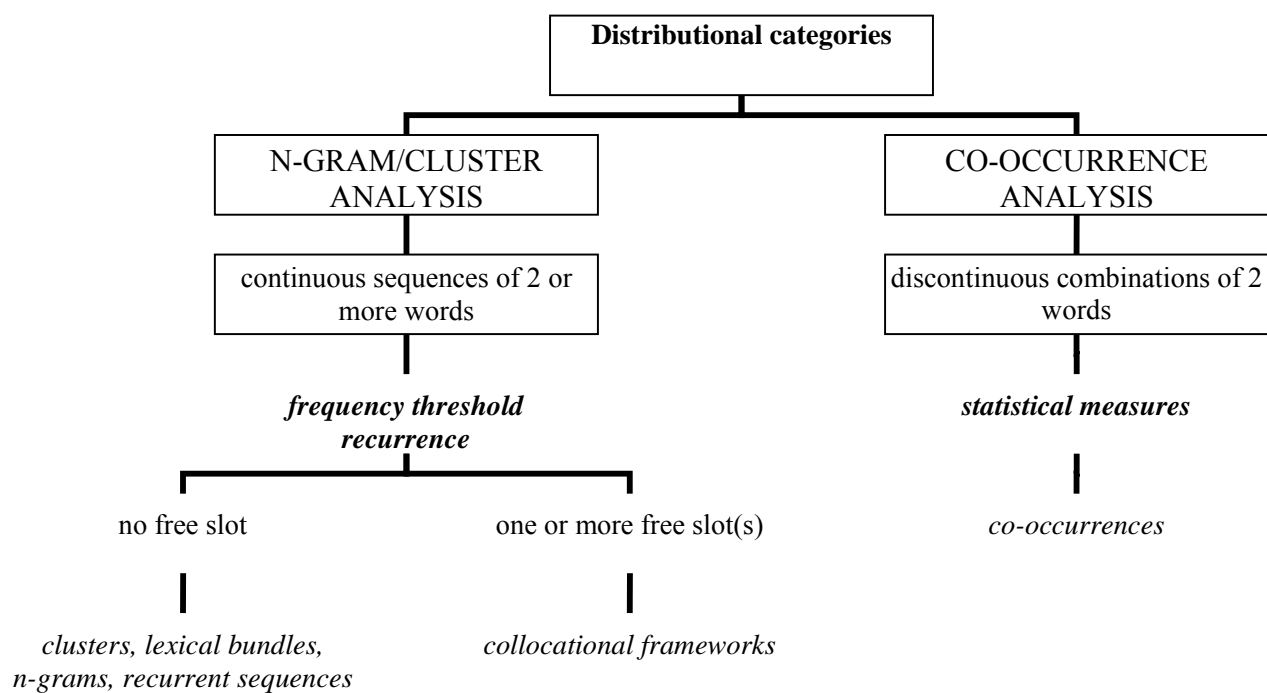 Distributional categories
N-GRAM/CLUSTER
ANALYSIS
CO-OCCURRENCE
ANALYSIS
continuous sequences of 2 or
more words
discontinuous combinations of 2
words
frequency threshold
recurrence
statistical measures
no free slot
one or more free slot(s)
co-occurrences
clusters, lexical bundles,
n-grams, recurrent sequences
collocational frameworks